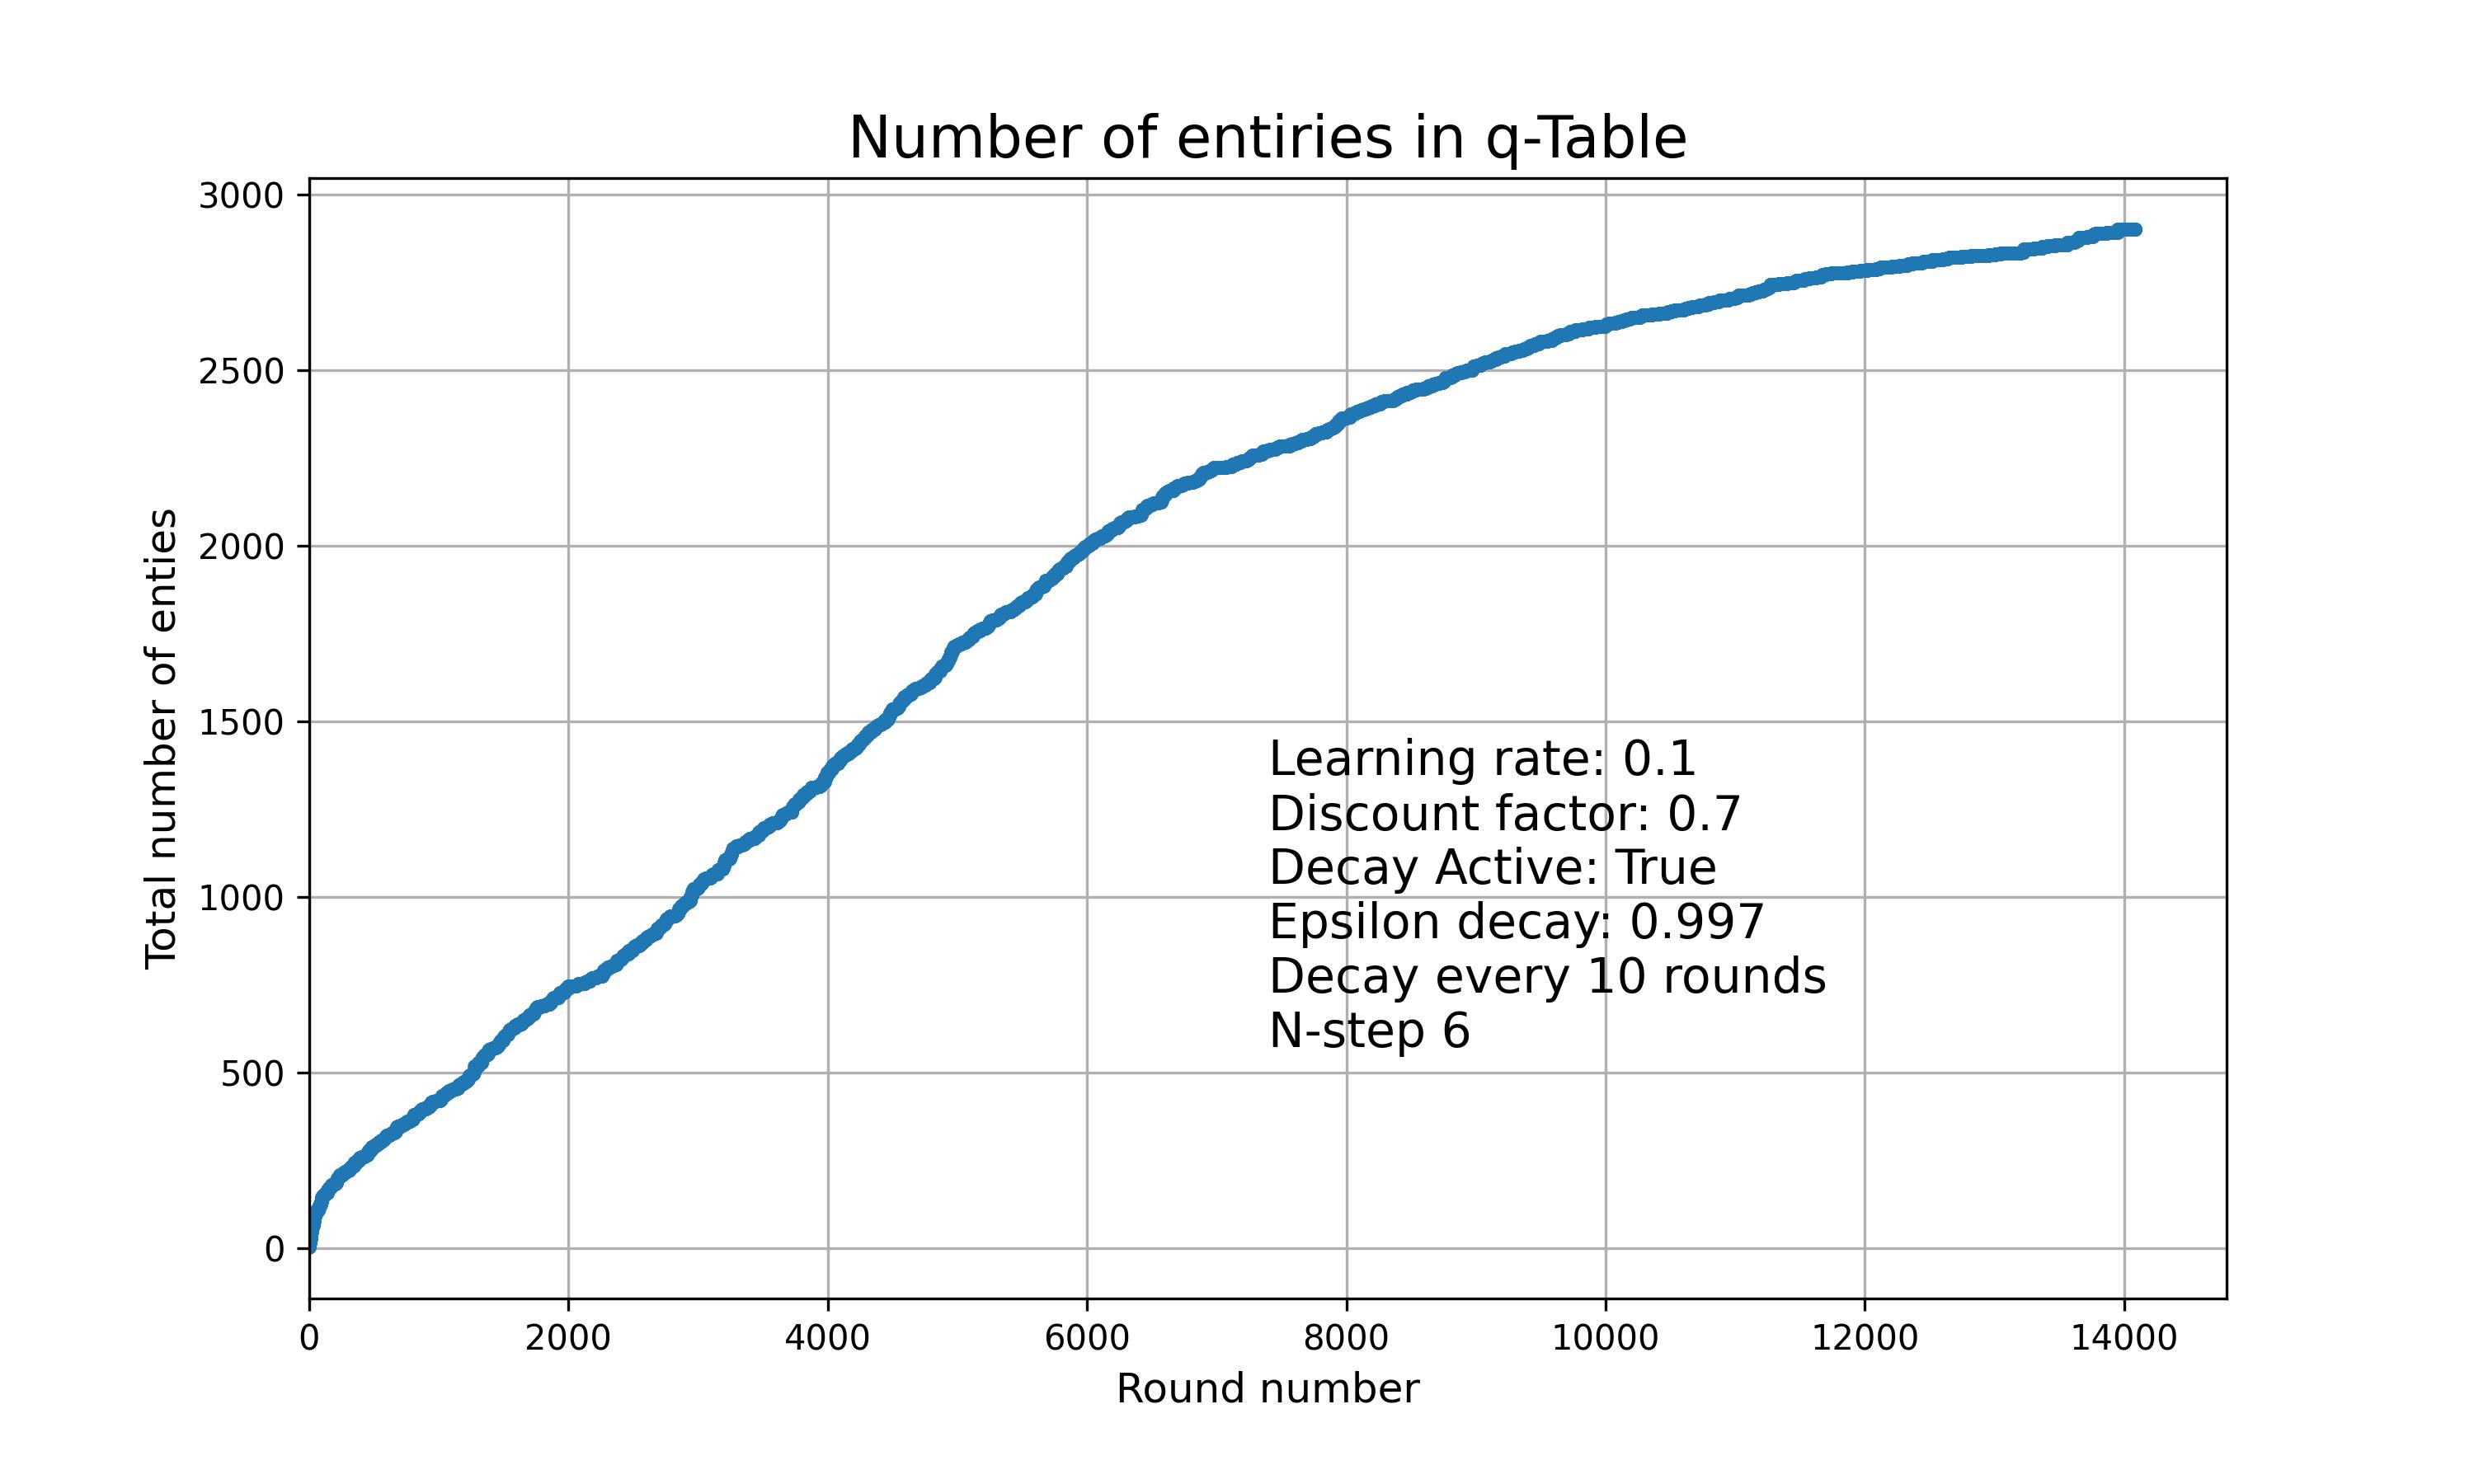 Number of entiries in q-Table
3000
2500
2000
1500
1000
500
0
Total number of enties
Learning rate: 0.1
Discount factor: 0.7
Decay Active: True
Epsilon decay: 0.997
Decay every 10 rounds
N-step 6
0 2000 4000 6000 8000 10000 12000 14000
Round number